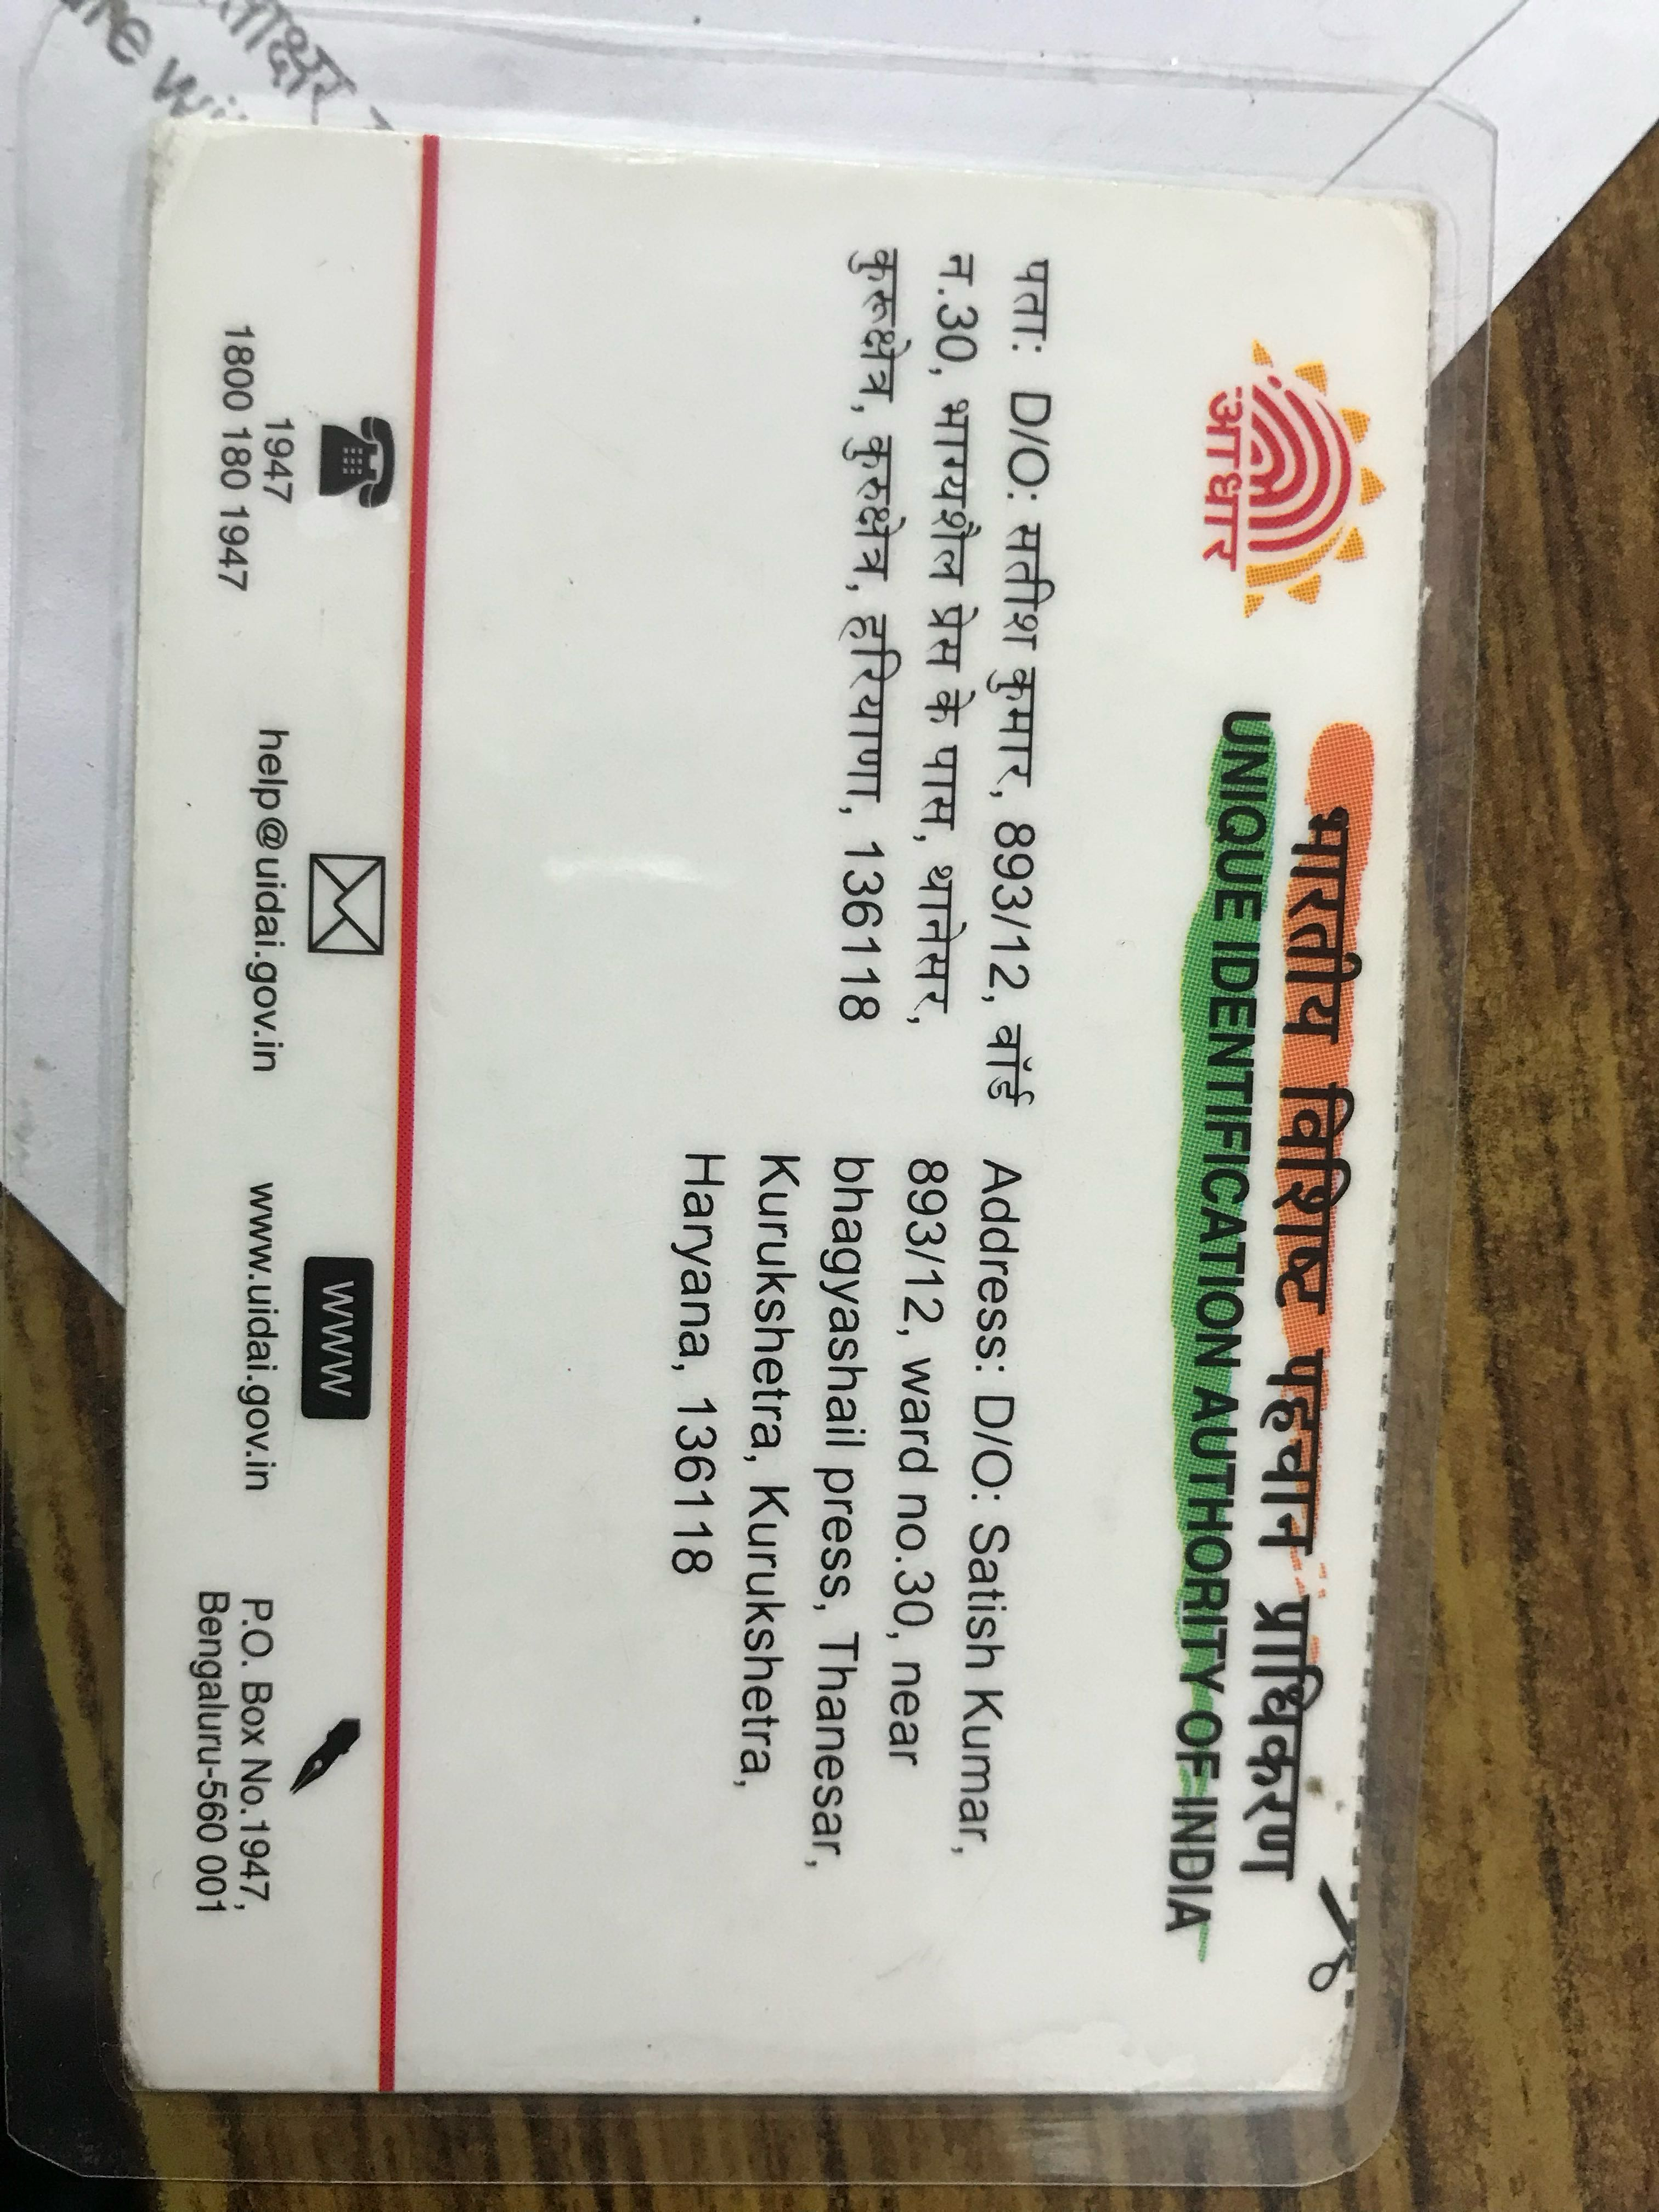 आधार
भारतीय विशिष्ट पहचान प्राधिकरण
UNIQUE IDENTIFICATION AUTHORITY OF INDIA
पता: D/O: सतीश कुमार, 893/12, वॉर्ड
न.30, भाग्यशैल प्रेस के पास, थानेसर,
कुरूक्षेत्र, कुरुक्षेत्र, हरियाणा, 136118
Address: D/O: Satish Kumar,
893/12, ward no.30, near
bhagyashail press, Thanesar,
Kurukshetra, Kurukshetra,
Haryana, 136118
1947
1800 180 1947
help@uidai.gov.in
WWW
www.uidai.gov.in
P.O. Box No.1947,
Bengaluru-560 001